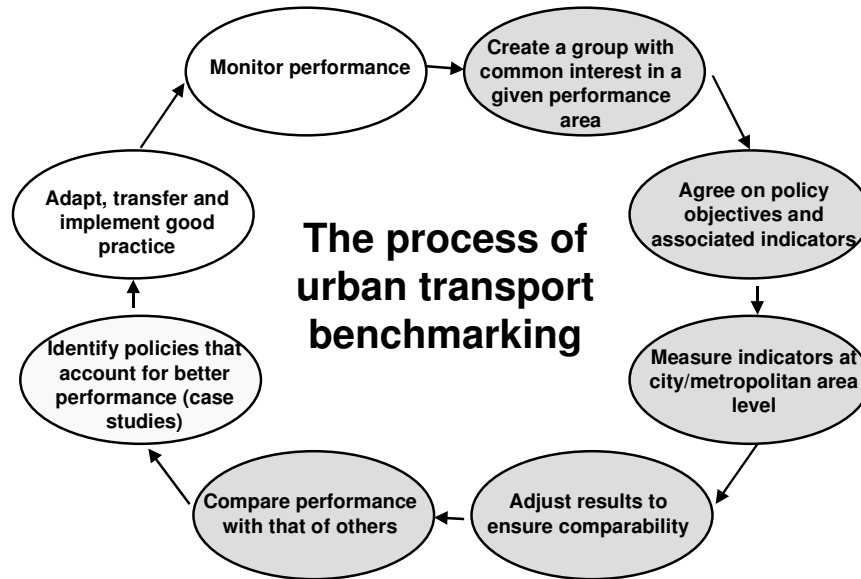 Monitor performance
Create a group with
common interest in a
given performance
area
Agree on policy
objectives and
associated indicators
Measure indicators at
city/metropolitan area
level
Adjust results to
ensure comparability
Compare performance
with that of others
Identify policies that
account for better
performance (case
studies)
Adapt, transfer and
implement good
practice
The process of
urban transport
benchmarking